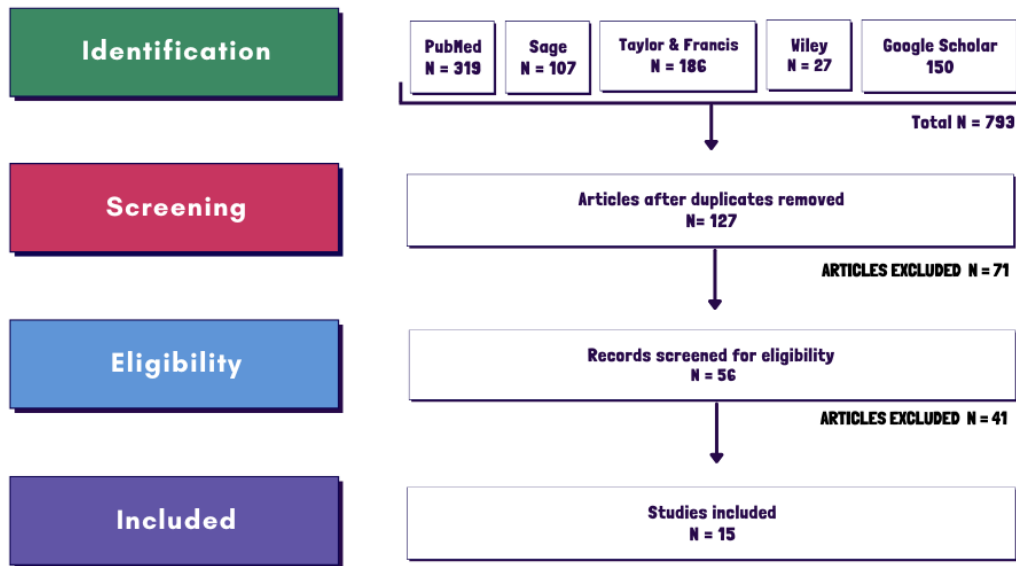 Identification
PubMed
N = 319
Sage
N = 107
Taylor & Francis
N = 186
Wiley
N = 27
Google Scholar
150
Total N = 793
Screening
Articles after duplicates removed
N= 127
ARTICLES EXCLUDED N = 71
Eligibility
Records screened for eligibility
N = 56
ARTICLES EXCLUDED N = 41
Included
Studies included
N = 15